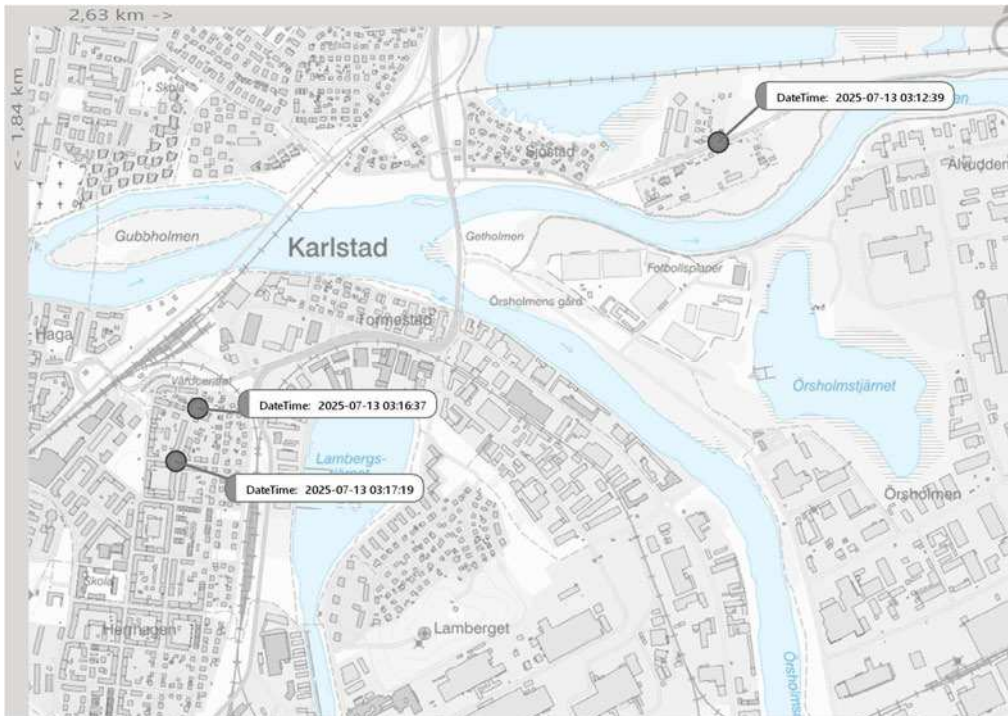 2,63 km ->
<- 1,84 km
Skola
DateTime: 2025-07-13 03:12:39
Sjöstad
Älvudden
Gubbholmen
Karlstad
Getholmen
Fotbollsplaner
Örsholmens gård
Haga
Tormestad
Vårdcentral
DateTime: 2025-07-13 03:16:37
Örsholmstjärnet
Lambergs-
DateTime: 2025-07-13 03:17:19
Örsholmen
Skola
Herrhagen
Lamberget